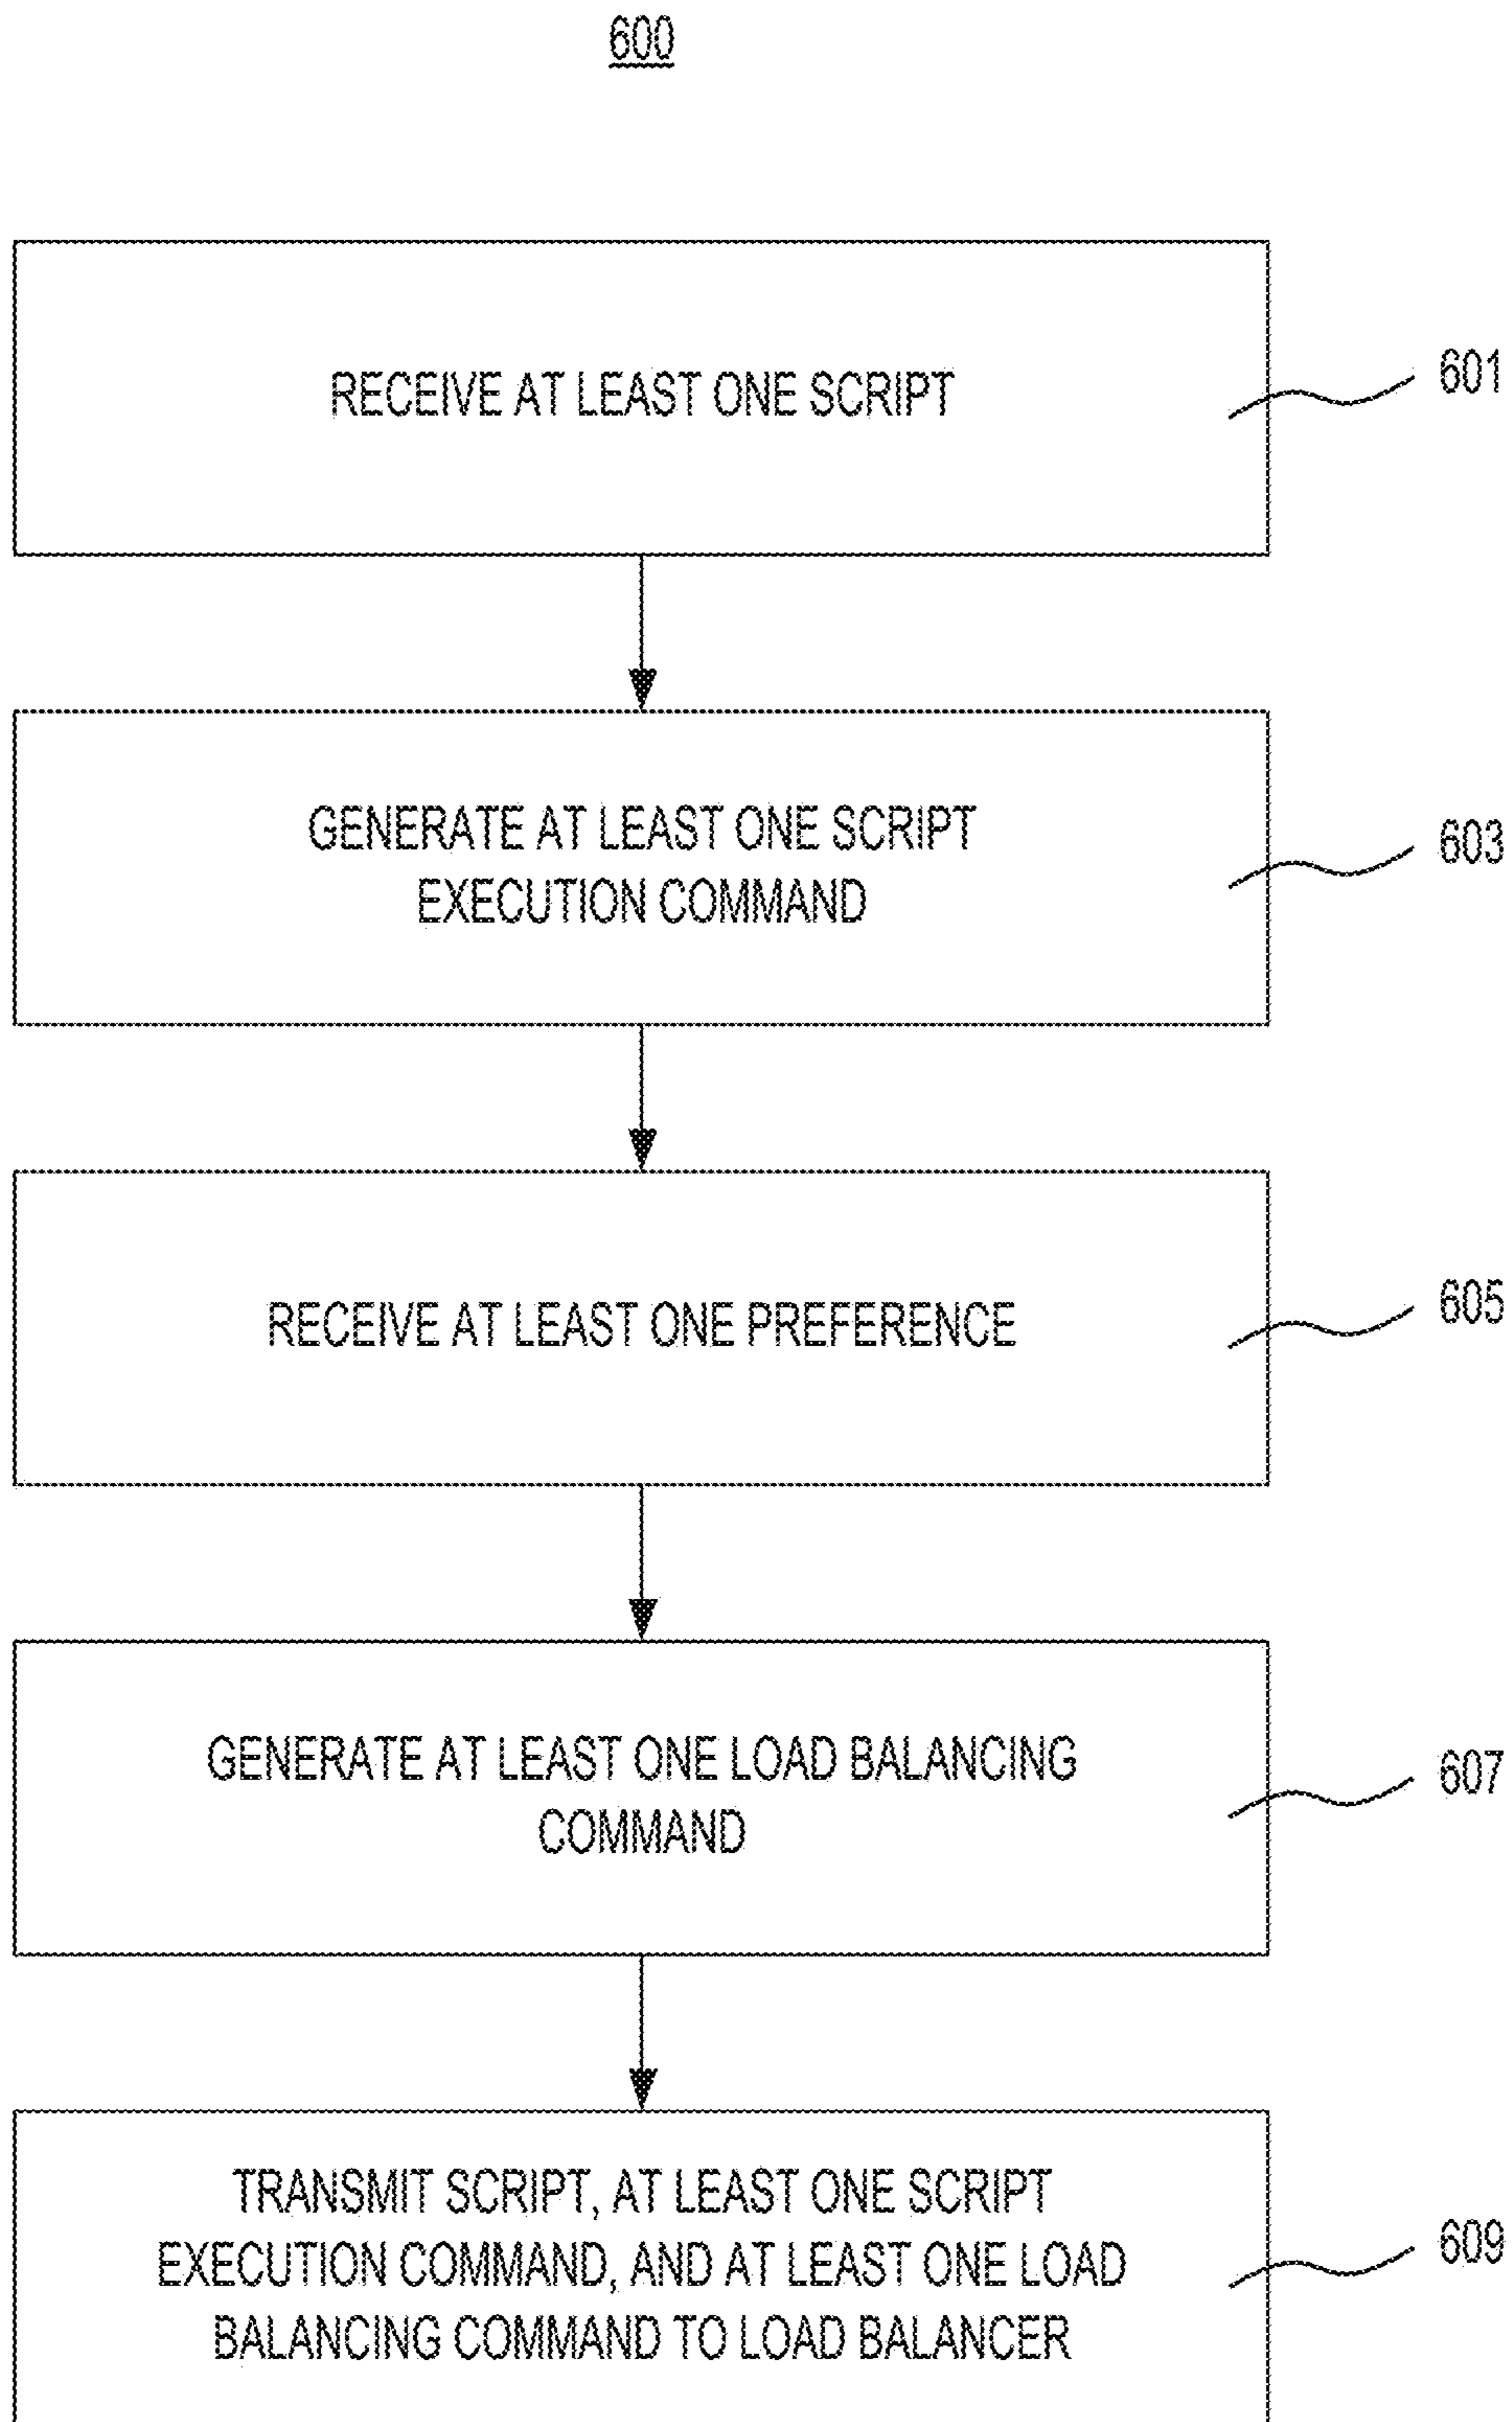 600
RECEIVE AT LEAST ONE SCRIPT
601
GENERATE AT LEAST ONE SCRIPT
EXECUTION COMMAND
603
RECEIVE AT LEAST ONE PREFERENCE
605
GENERATE AT LEAST ONE LOAD BALANCING
COMMAND
607
TRANSMIT SCRIPT, AT LEAST ONE SCRIPT
EXECUTION COMMAND, AND AT LEAST ONE LOAD
BALANCING COMMAND TO LOAD BALANCER
609